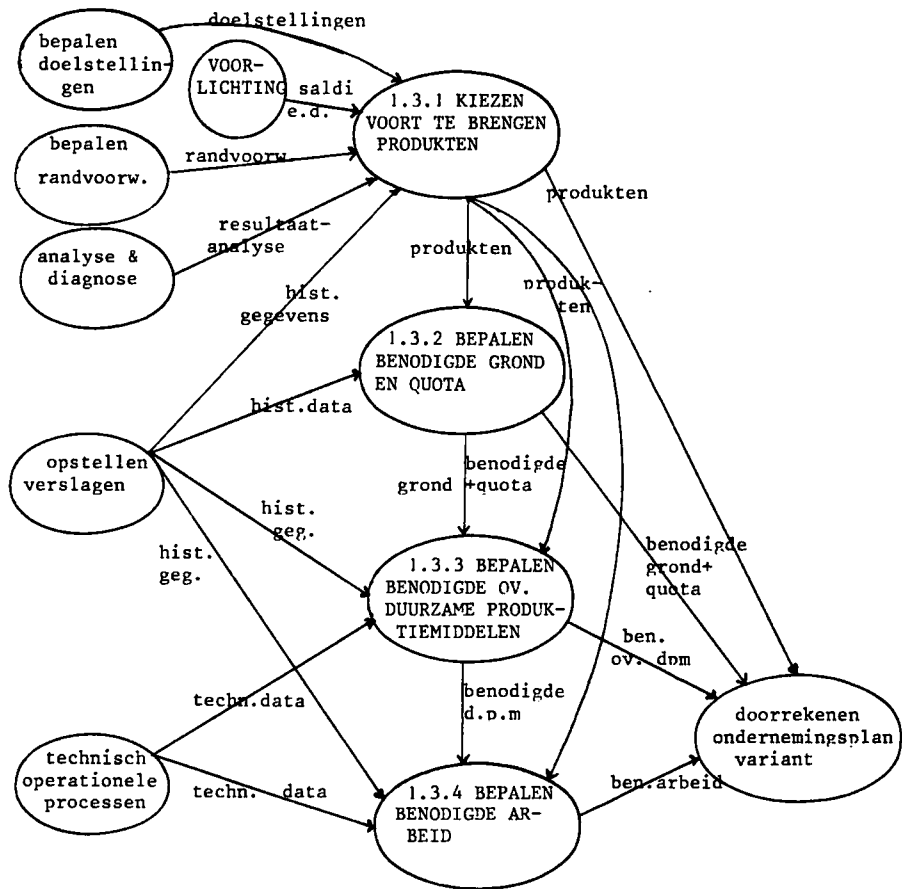 doelstellingen
bepalen
doelstellin-
gen
VOOR-
LICHTING
saldi
e.d.
1.3.1 KIEZEN
VOORT TE BRENGEN
PRODUKTEN
bepalen
randvoorw.
randvoorw.
produkten
analyse &
diagnose
resultaat-
analyse
produkten
hist.
gegevens
produk-
ten
1.3.2 BEPALEN
BENODIGDE GROND
EN QUOTA
hist.data
opstellen
verslagen
benodigde
grond +quota
hist.
geg.
hist.
geg.
benodigde
grond+
quota
1.3.3 BEPALEN
BENODIGDE OV.
DUURZAME PRODUK-
TIEMIDDELEN
ben.
ov. dpm
techn.data
benodigde
d.p.m
doorrekenen
ondernemingsplan
variant
technisch
operationele
processen
techn. data
1.3.4 BEPALEN
BENODIGDE AR-
BEID
ben.arbeid